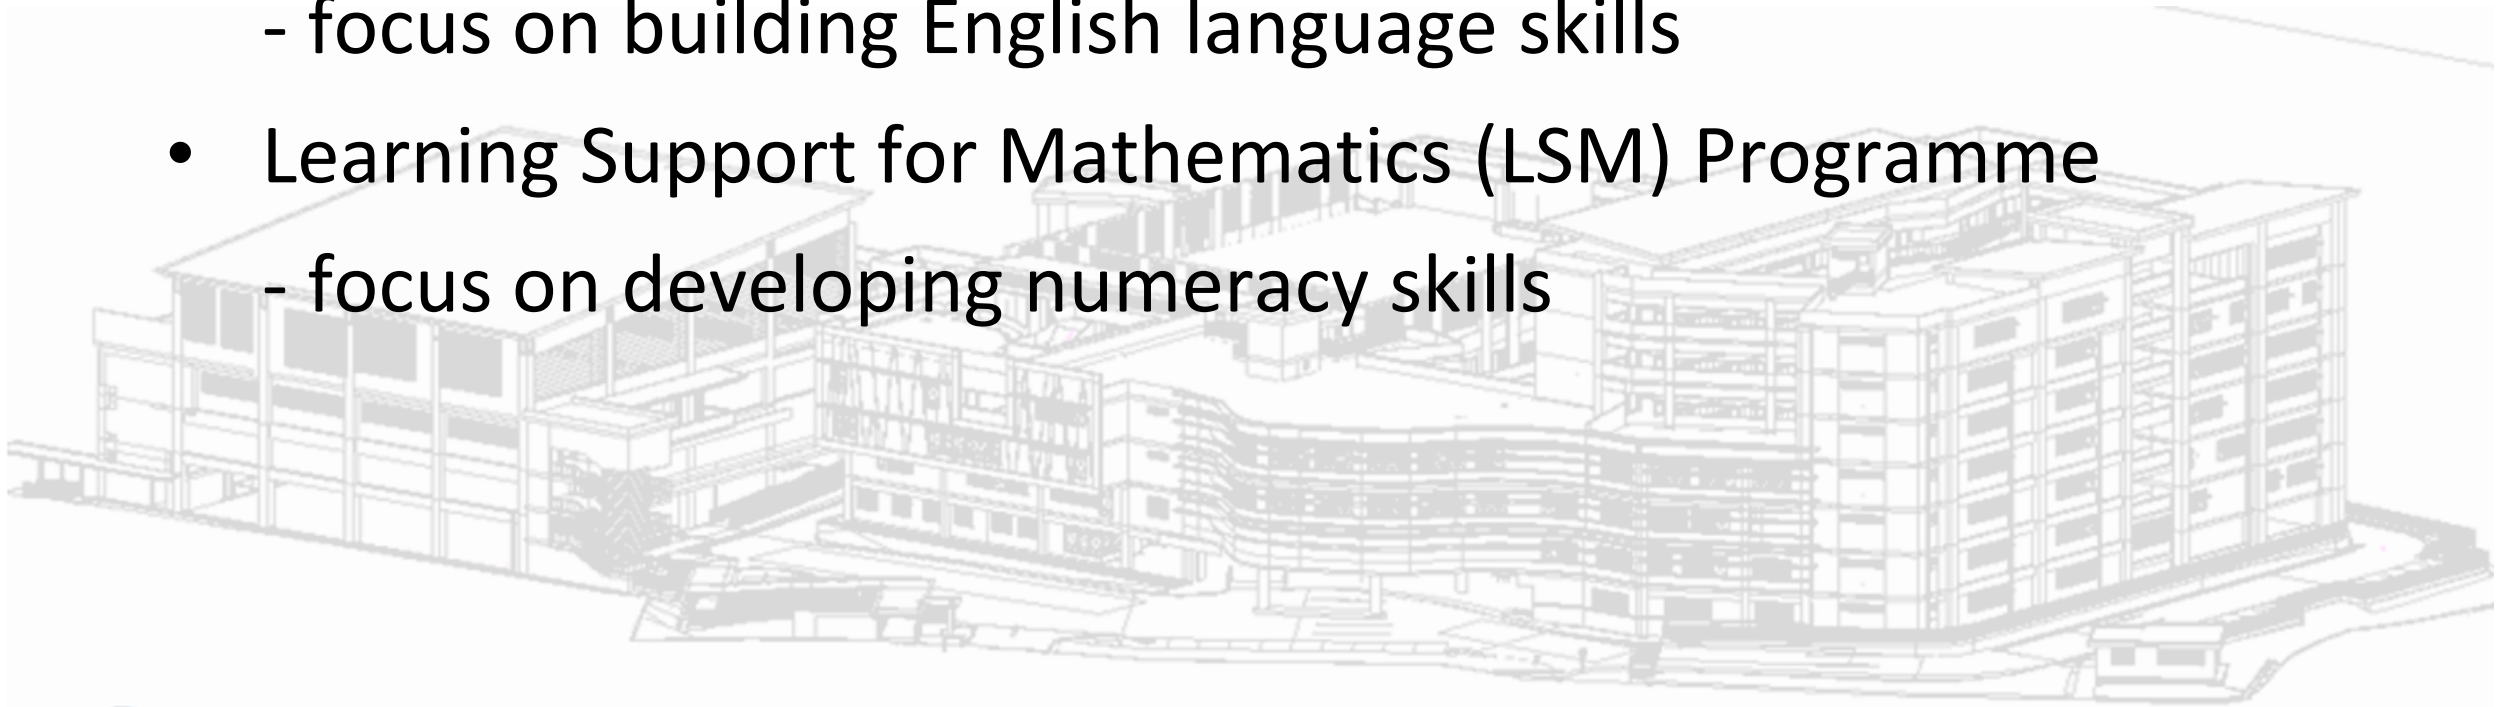 - focus on building English language skills
• Learning Support for Mathematics (LSM) Programme
- focus on developing numeracy skills